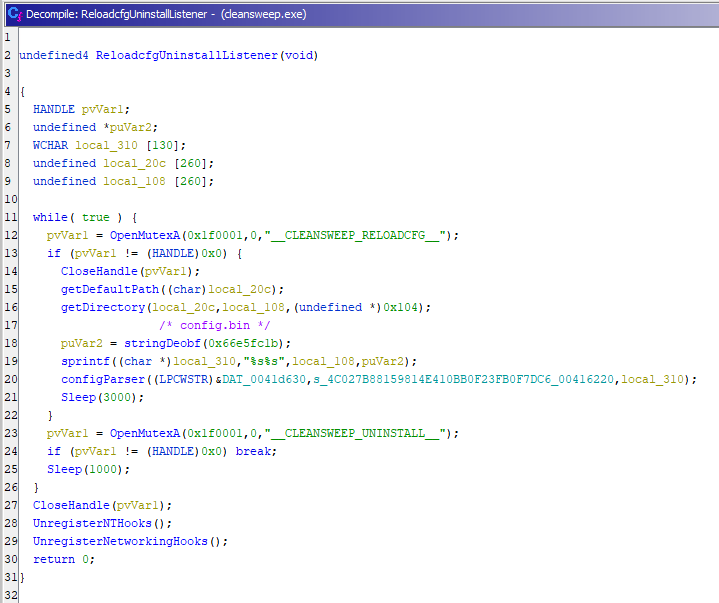 Decompile: ReloadcfgUninstallListener - (cleansweep.exe)
1
2 undefined4 ReloadcfgUninstallListener(void)
3
4 {
5 HANDLE pvVar1;
6 undefined *puVar2;
7 WCHAR local_310 [130];
8 undefined local_20c [260];
9 undefined local_108 [260];
10
11 while( true ) {
12 pvVar1 = OpenMutexA(0x1f0001,0,"__CLEANSWEEP_RELOADCFG__");
13 if (pvVar1 != (HANDLE)0x0) {
14 CloseHandle(pvVar1);
15 getDefaultPath((char)local_20c);
16 getDirectory(local_20c,local_108,(undefined *)0x104);
17 /* config.bin */
18 puVar2 = stringDeobf(0x66e5fc1b);
19 sprintf((char *)local_310,"%s%s",local_108,puVar2);
20 configParser((LPCWSTR)&DAT_0041d630,s_4C027B88159814E410BB0F23FB0F7DC6_00416220,local_310);
21 Sleep(3000);
22 }
23 pvVar1 = OpenMutexA(0x1f0001,0,"__CLEANSWEEP_UNINSTALL__");
24 if (pvVar1 != (HANDLE)0x0) break;
25 Sleep(1000);
26 }
27 CloseHandle(pvVar1);
28 UnregisterNTHooks();
29 UnregisterNetworkingHooks();
30 return 0;
31 }
32